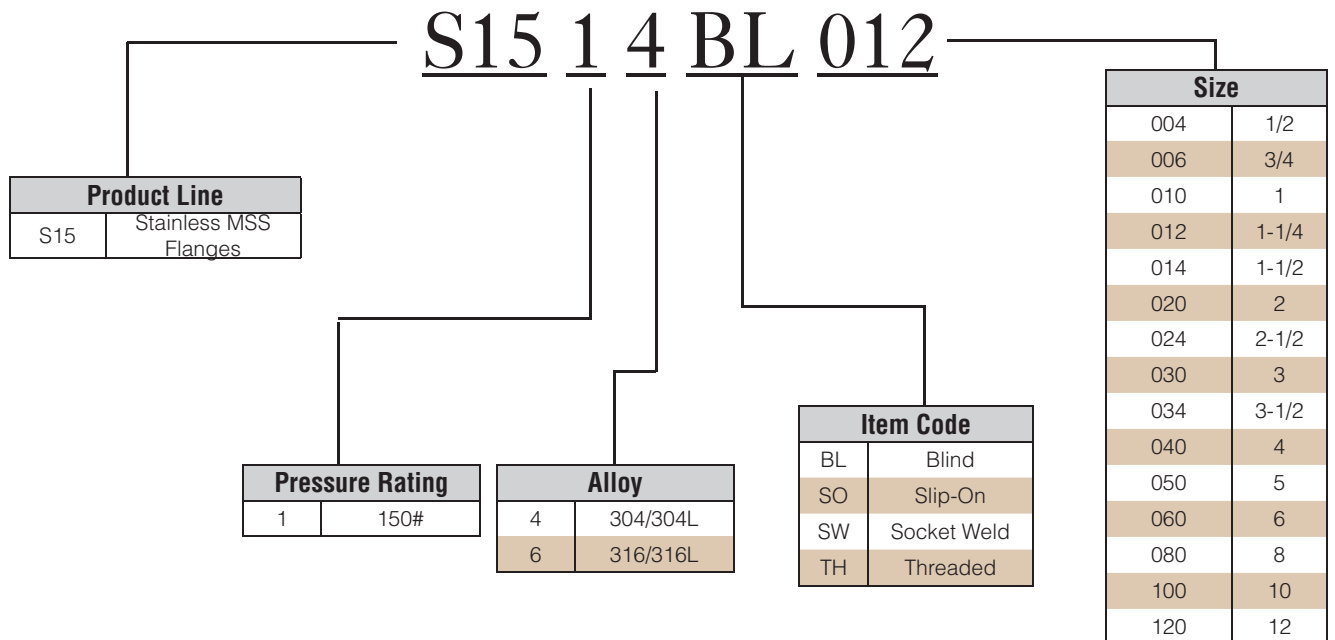 S15 1 4 BL 012
Product Line
S15 Stainless MSS
Flanges
Pressure Rating
1 150#
Alloy
4 304/304L
6 316/316L
Item Code
BL Blind
SO Slip-On
SW Socket Weld
TH Threaded
Size
004 1/2
006 3/4
010 1
012 1-1/4
014 1-1/2
020 2
024 2-1/2
030 3
034 3-1/2
040 4
050 5
060 6
080 8
100 10
120 12